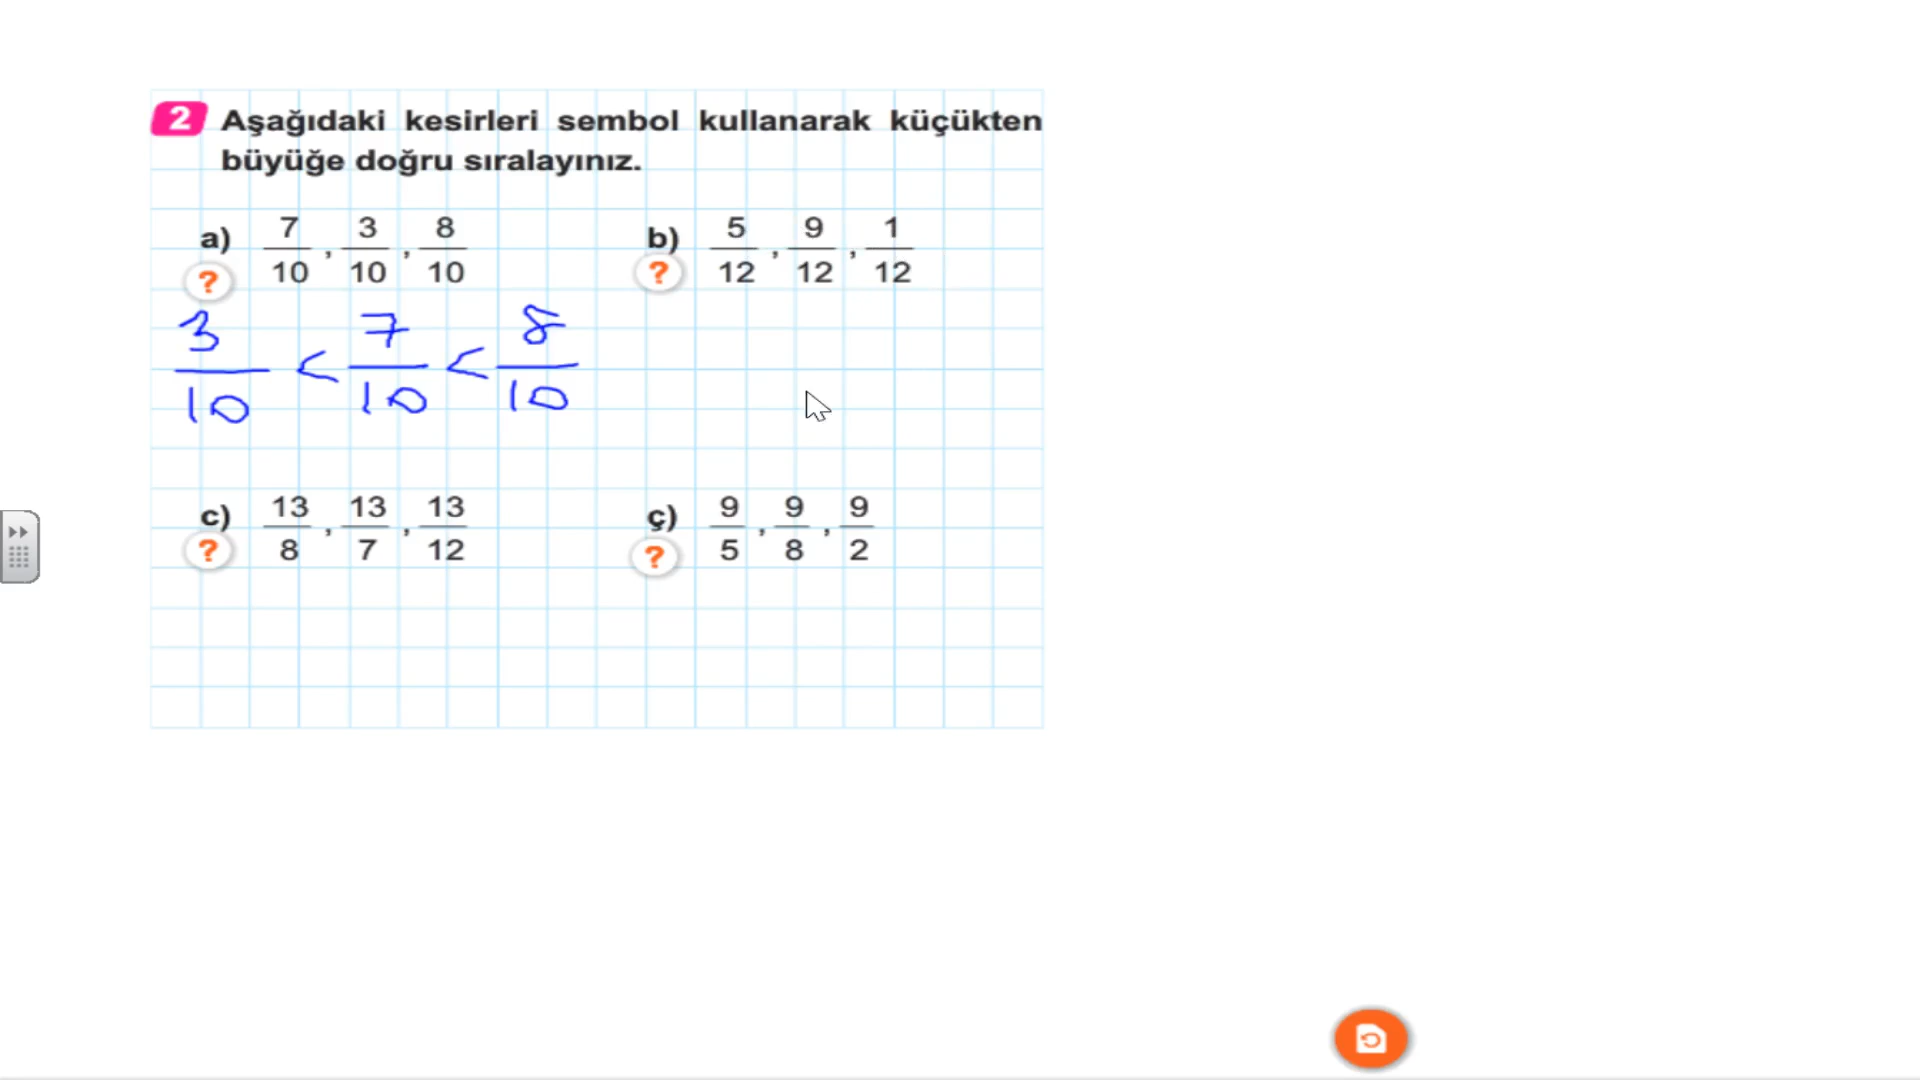 2 Aşağıdaki kesirleri sembol kullanarak küçükten
büyüğe doğru sıralayınız.
a) 7/10 , 3/10 , 8/10
?
b) 5/12 , 9/12 , 1/12
?
3/10 < 7/10 < 8/10
c) 13/8 , 13/7 , 13/12
?
ç) 9/5 , 9/8 , 9/2
?